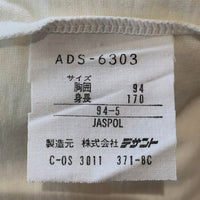 ADS-6303
サイズ
胸囲 94
身長 170
94-5
JASPOL
製造元 株式会社 デサント
C-OS 3011 371-BC